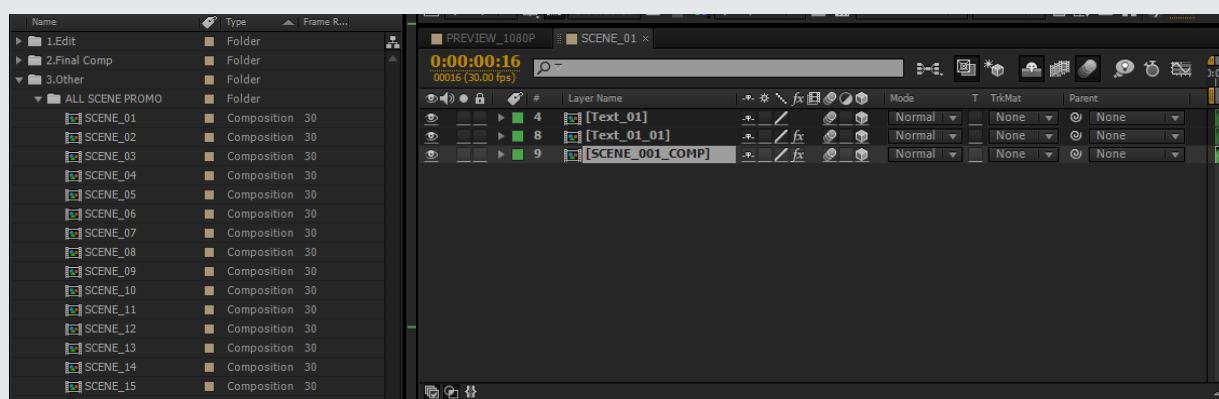 Name Type Frame R...
1.Edit Folder
2.Final Comp Folder
3.Other Folder
ALL SCENE PROMO Folder
SCENE_01 Composition 30
SCENE_02 Composition 30
SCENE_03 Composition 30
SCENE_04 Composition 30
SCENE_05 Composition 30
SCENE_06 Composition 30
SCENE_07 Composition 30
SCENE_08 Composition 30
SCENE_09 Composition 30
SCENE_10 Composition 30
SCENE_11 Composition 30
SCENE_12 Composition 30
SCENE_13 Composition 30
SCENE_14 Composition 30
SCENE_15 Composition 30
PREVIEW_1080P SCENE_01 ×
0:00:00:16
00016 (30.00 fps)
# Layer Name fx Mode T TrkMat Parent
4 [Text_01] Normal None None
8 [Text_01_01] fx Normal None None
9 [SCENE_001_COMP] fx Normal None None